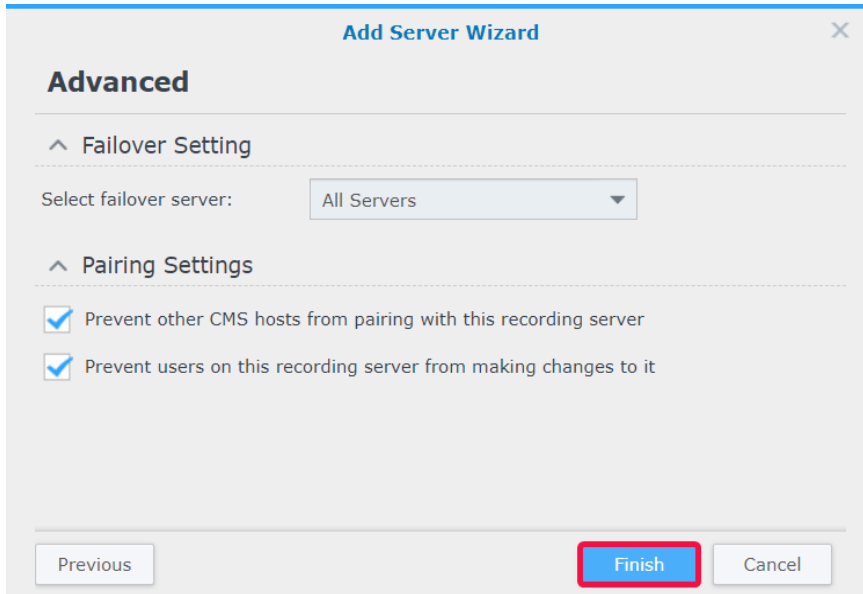 Add Server Wizard
Advanced
Failover Setting
Select failover server:
All Servers
Pairing Settings
Prevent other CMS hosts from pairing with this recording server
Prevent users on this recording server from making changes to it
Previous
Finish
Cancel